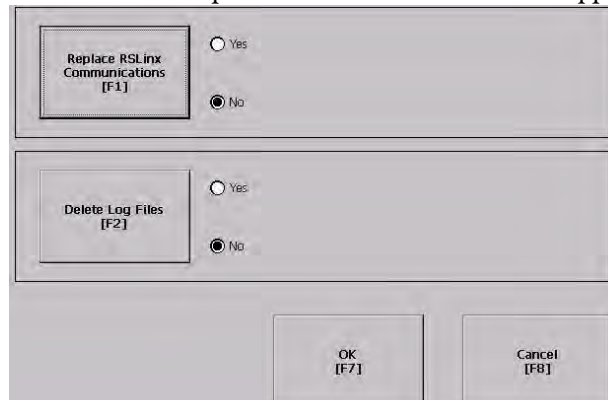 Replace RSLinx
Communications
[F1]
Yes
No
Delete Log Files
[F2]
Yes
No
OK
[F7]
Cancel
[F8]